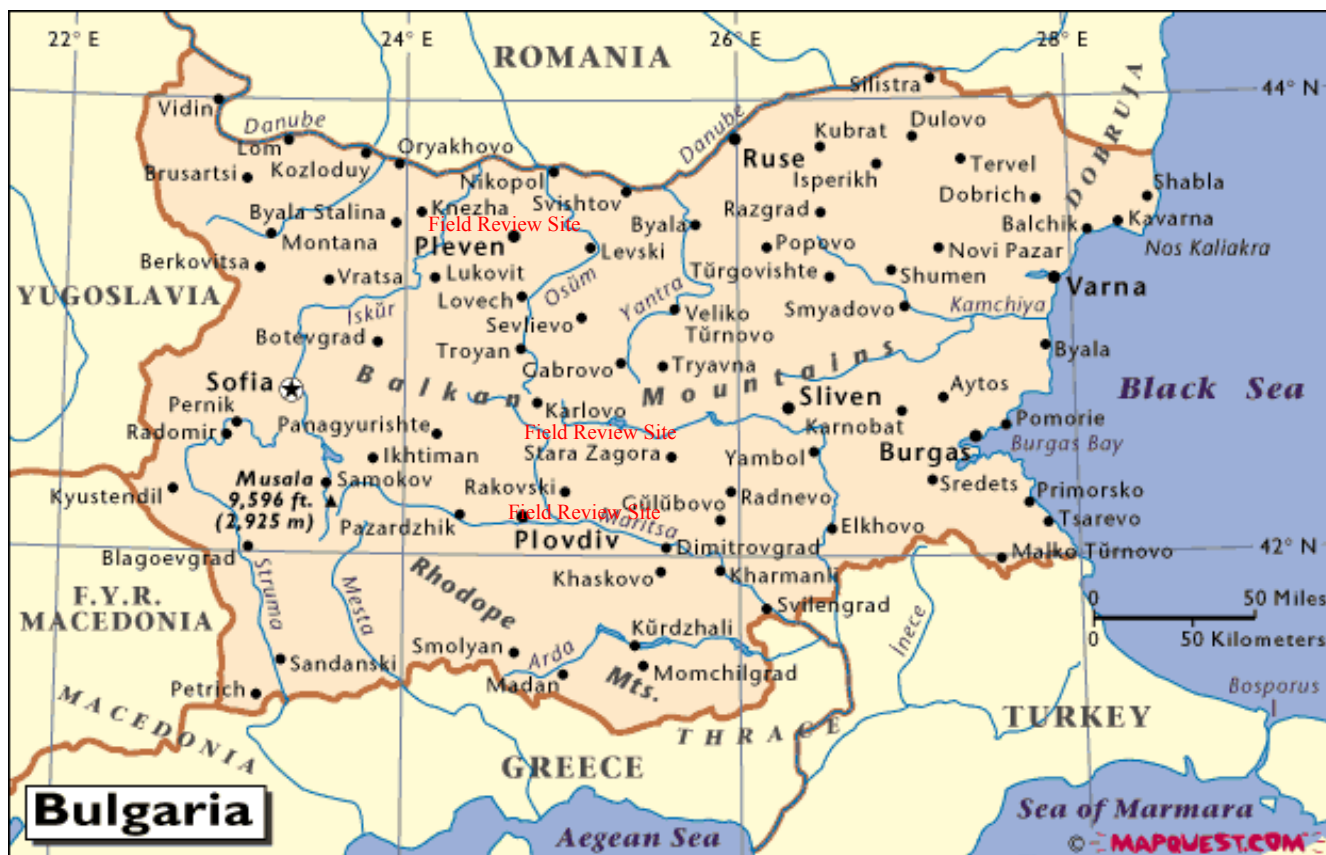 22° E
24° E
26° E
28° E
ROMANIA
Silistra
44° N
Vidin
Danube
Danube
Kubrat
Dulovo
DOBRUJA
Lom
Oryakhovo
Ruse
Brusartsi
Kozloduy
Nikopol
Isperikh
Tervel
Svishtov
Dobrich
Shabla
Byala Stalina
Knezha
Field Review Site
Byala
Razgrad
Balchik
Kavarna
Montana
Pleven
Levski
Popovo
Novi Pazar
Nos Kaliakra
Berkovitsa
Vratsa
Lukovit
Osŭm
Tŭrgovishte
Shumen
Varna
YUGOSLAVIA
Iskŭr
Lovech
Yantra
Veliko
Tŭrnovo
Smyadovo
Kamchiya
Sevlievo
Botevgrad
Troyan
Gabrovo
Tryavna
Byala
Balkan
Mountains
Sofia
Aytos
Black Sea
Pernik
Karlovo
Sliven
Radomir
Panagyurishte
Field Review Site
Karnobat
Pomorie
Burgas Bay
Burgas
Ikhtiman
Stara Zagora
Yambol
Musala
9,596 ft.
(2,925 m)
Samokov
Kyustendil
Rakovski
Gŭlŭbovo
Radnevo
Sredets
Primorsko
Pazardzhik
Field Review Site
Maritsa
Elkhovo
Tsarevo
Plovdiv
Blagoevgrad
Dimitrovgrad
Malko Tŭrnovo
42° N
Struma
Mesta
Rhodope
Mts.
Khaskovo
Kharmanli
F.Y.R.
MACEDONIA
Svilengrad
İnece
0
50 Miles
0
50 Kilometers
Smolyan
Arda
Kŭrdzhali
Sandanski
Madan
Momchilgrad
Petrich
Bosporus
MACEDONIA
THRACE
TURKEY
GREECE
Bulgaria
Aegean Sea
Sea of Marmara
© MAPQUEST.COM